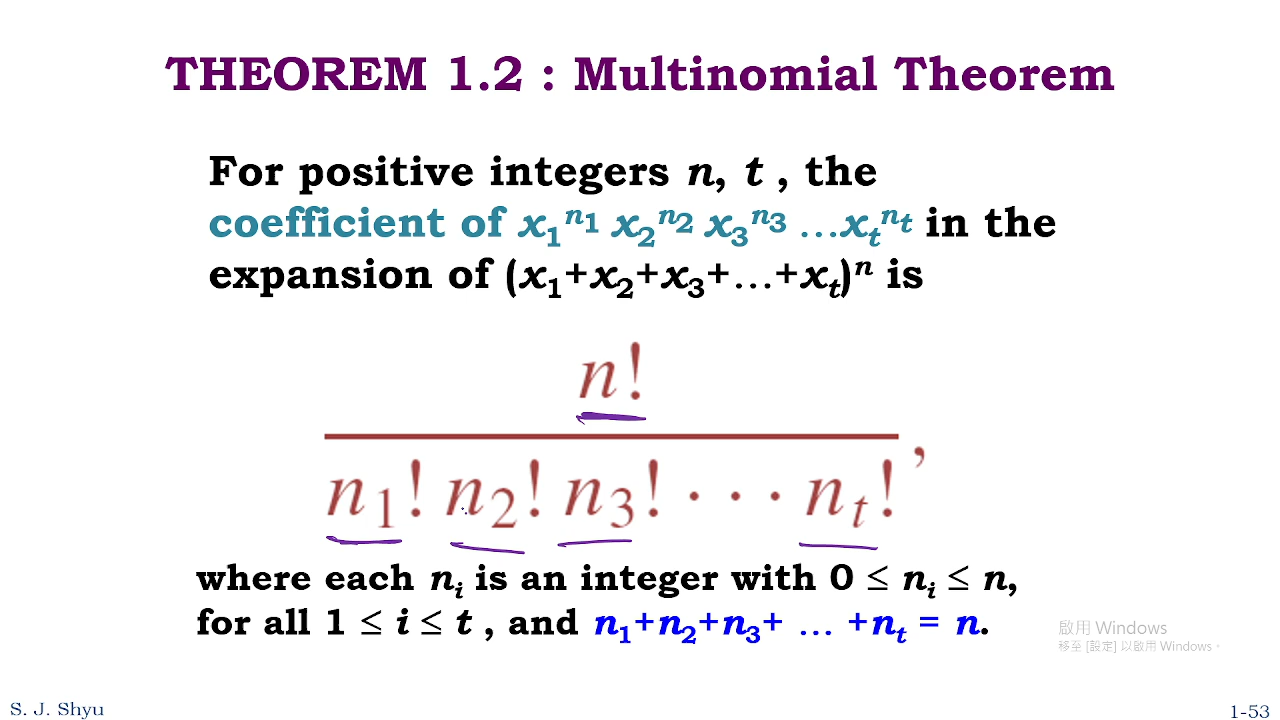 THEOREM 1.2 : Multinomial Theorem
For positive integers n, t , the
coefficient of x₁ⁿ¹ x₂ⁿ² x₃ⁿ³ …xₜⁿᵗ in the
expansion of (x₁+x₂+x₃+…+xₜ)ⁿ is
n!
n₁! n₂! n₃! · · · nₜ! ,
where each nᵢ is an integer with 0 ≤ nᵢ ≤ n,
for all 1 ≤ i ≤ t , and n₁+n₂+n₃+ … +nₜ = n.
啟用 Windows
移至 [設定] 以啟用 Windows。
S. J. Shyu
1-53